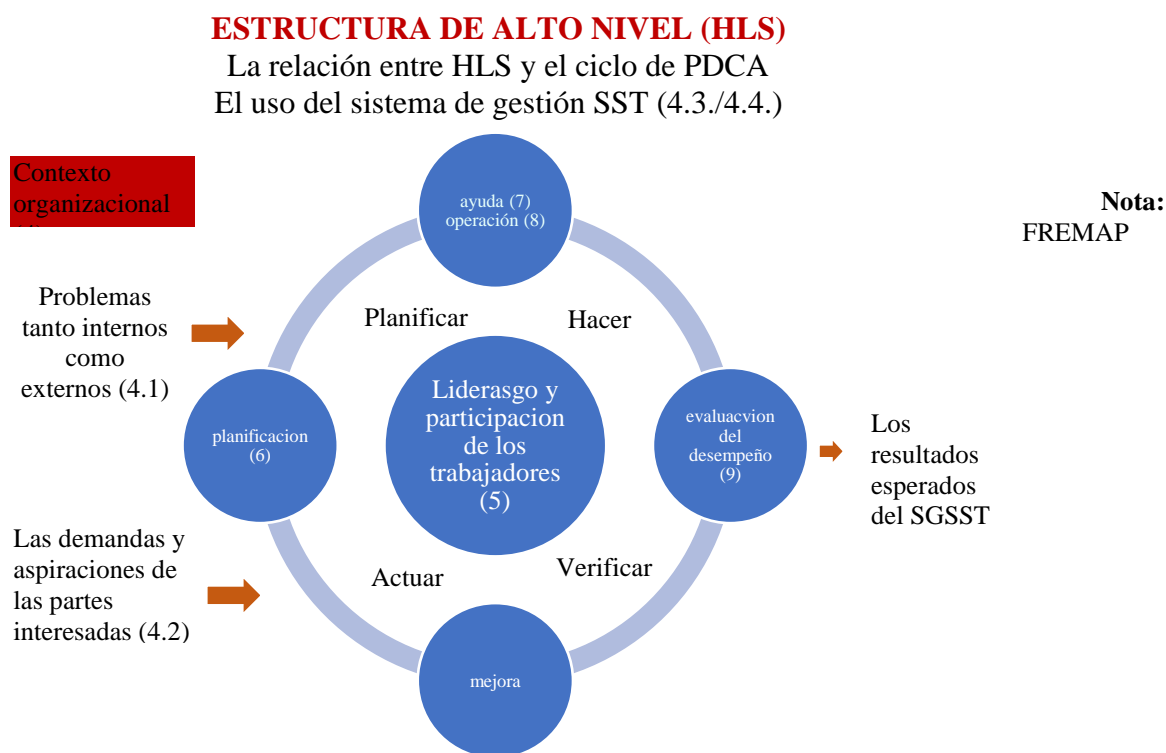 ESTRUCTURA DE ALTO NIVEL (HLS)
La relación entre HLS y el ciclo de PDCA
El uso del sistema de gestión SST (4.3./4.4.)
Contexto
organizacional
Nota:
FREMAP
ayuda (7)
operación (8)
Problemas
tanto internos
como
externos (4.1)
Planificar
Hacer
planificacion
(6)
Liderasgo y
participacion
de los
trabajadores
(5)
evaluacvion
del
desempeño
(9)
Los
resultados
esperados
del SGSST
Las demandas y
aspiraciones de
las partes
interesadas (4.2)
Actuar
Verificar
mejora